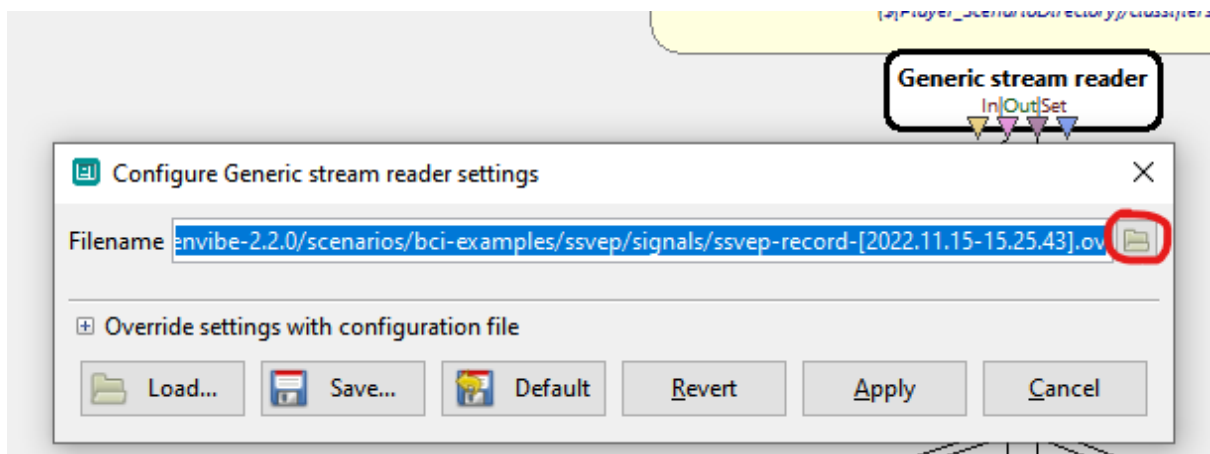 (${Player_ScenarioDirectory}/classifiers
Generic stream reader
In|Out|Set
Configure Generic stream reader settings
Filename envibe-2.2.0/scenarios/bci-examples/ssvep/signals/ssvep-record-[2022.11.15-15.25.43].ov
Override settings with configuration file
Load... Save... Default Revert Apply Cancel